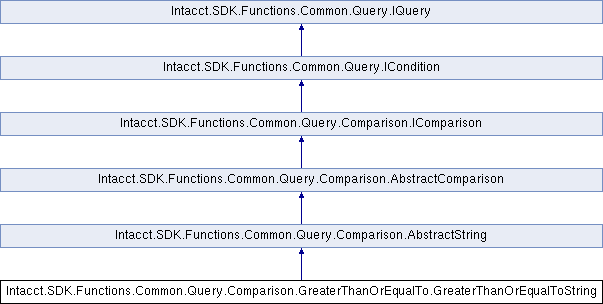 Intacct.SDK.Functions.Common.Query.IQuery
Intacct.SDK.Functions.Common.Query.ICondition
Intacct.SDK.Functions.Common.Query.Comparison.IComparison
Intacct.SDK.Functions.Common.Query.Comparison.AbstractComparison
Intacct.SDK.Functions.Common.Query.Comparison.AbstractString
Intacct.SDK.Functions.Common.Query.Comparison.GreaterThanOrEqualTo.GreaterThanOrEqualToString